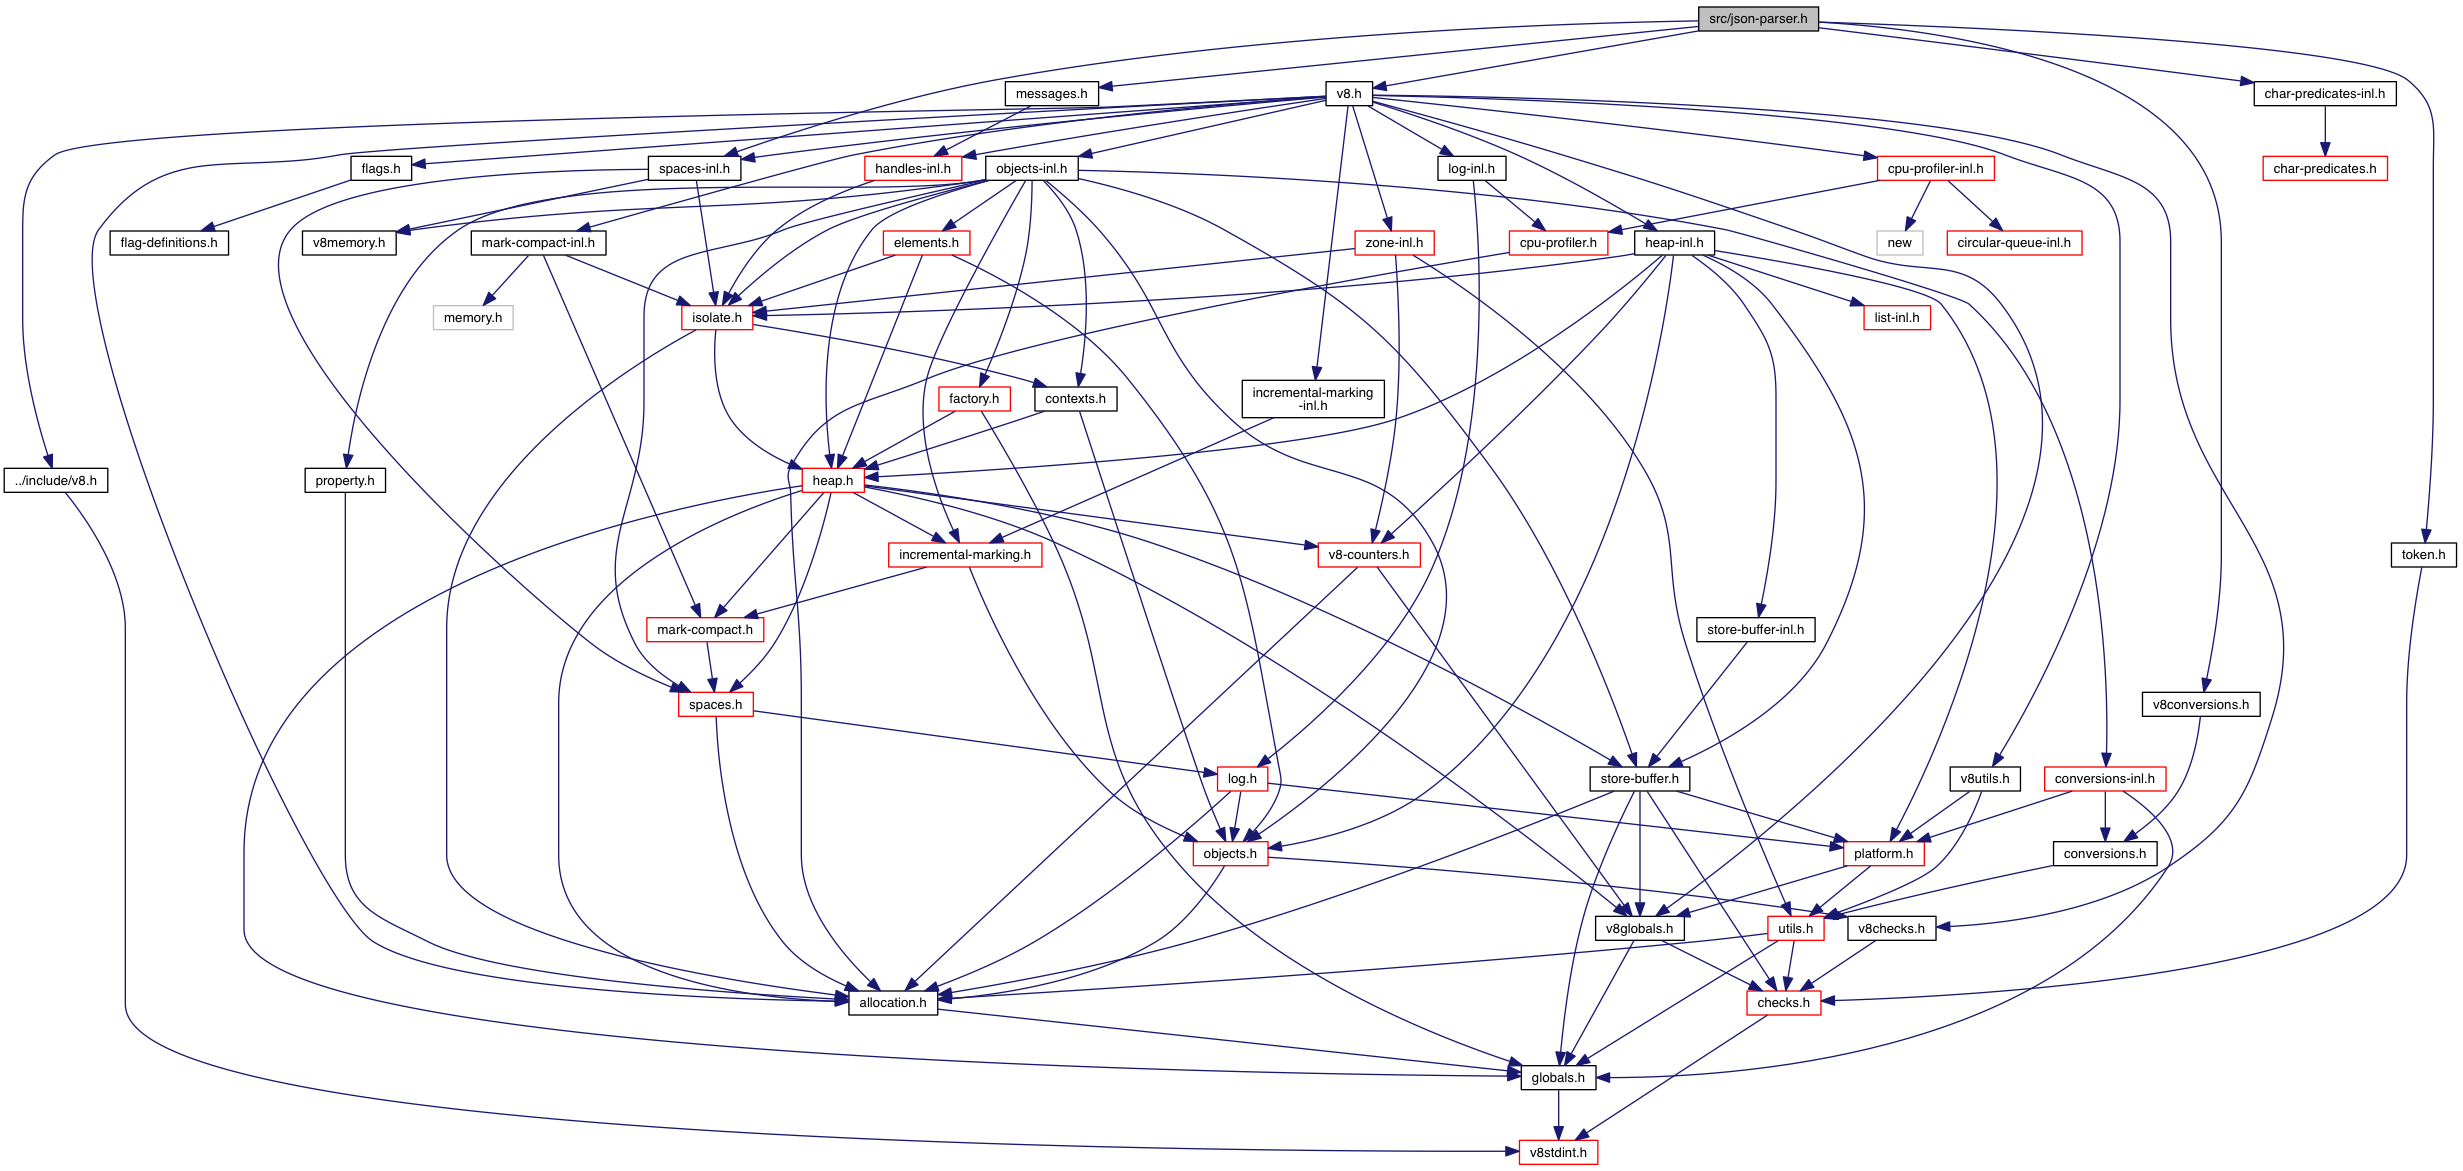 src/json-parser.h
messages.h
v8.h
char-predicates-inl.h
flags.h
spaces-inl.h
handles-inl.h
objects-inl.h
log-inl.h
cpu-profiler-inl.h
char-predicates.h
flag-definitions.h
v8memory.h
mark-compact-inl.h
elements.h
zone-inl.h
cpu-profiler.h
heap-inl.h
new
circular-queue-inl.h
memory.h
isolate.h
list-inl.h
factory.h
contexts.h
incremental-marking
-inl.h
../include/v8.h
property.h
heap.h
incremental-marking.h
v8-counters.h
token.h
mark-compact.h
store-buffer-inl.h
spaces.h
v8conversions.h
log.h
store-buffer.h
v8utils.h
conversions-inl.h
objects.h
platform.h
conversions.h
v8globals.h
utils.h
v8checks.h
allocation.h
checks.h
globals.h
v8stdint.h